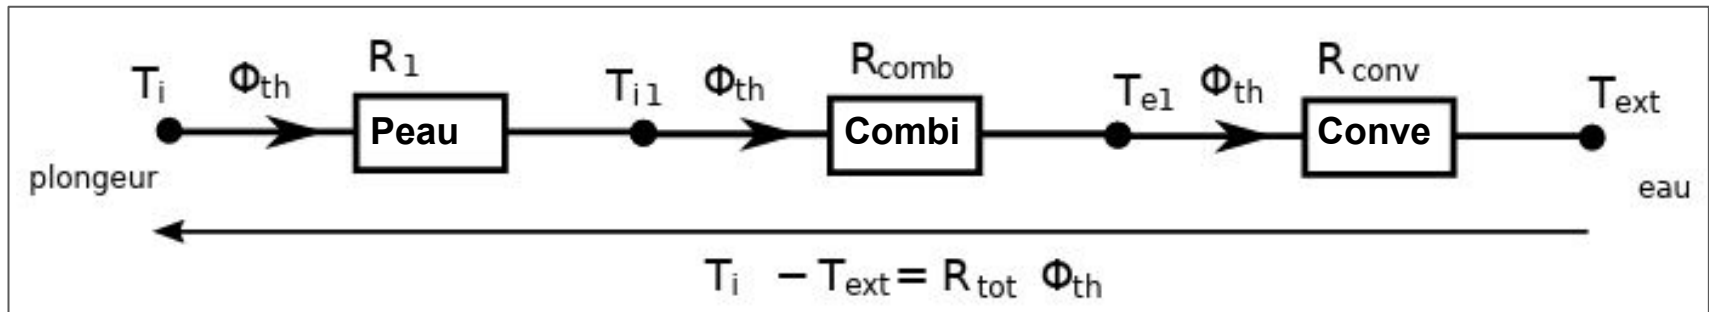 R1 Rcomb Rconv
Ti Φth Ti1 Φth Te1 Φth Text
Peau Combi Conve
plongeur eau
Ti − Text = Rtot Φth